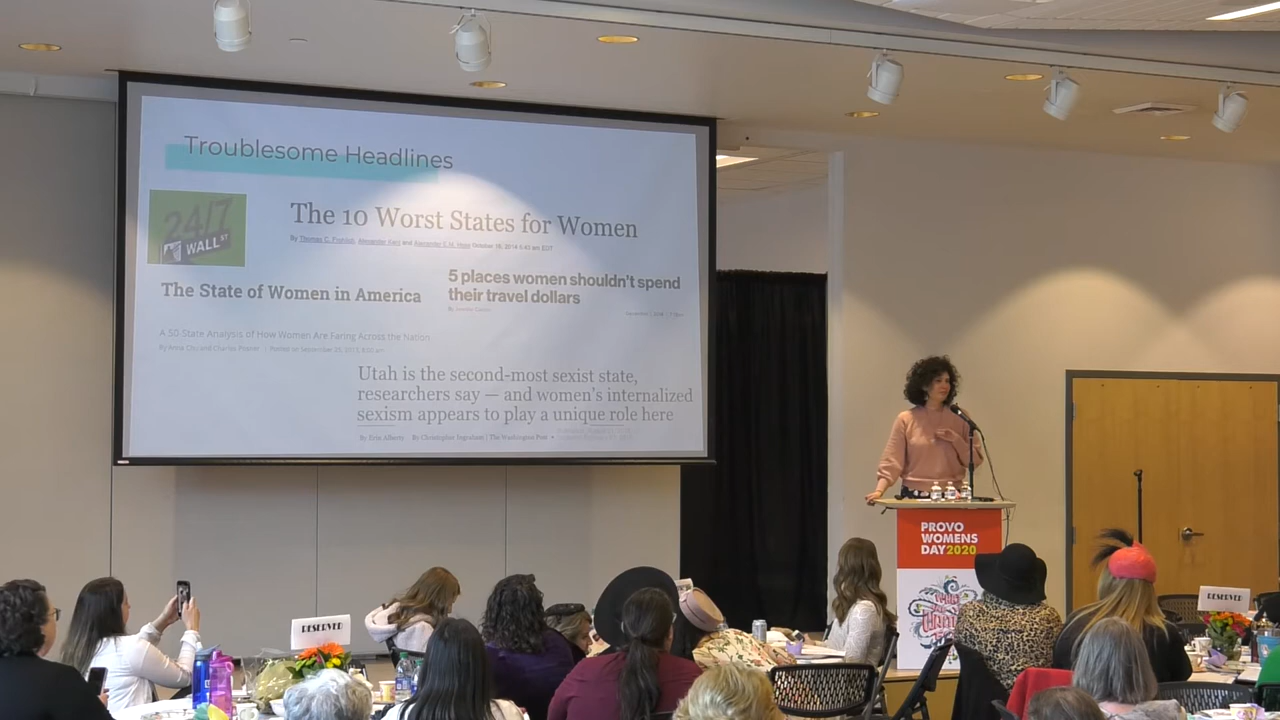 Troublesome Headlines
24/7
WALL ST
The 10 Worst States for Women
The State of Women in America
5 places women shouldn't spend
their travel dollars
A 50 State Analysis of How Women Are Faring Across the Nation
Utah is the second-most sexist state,
researchers say — and women's internalized
sexism appears to play a unique role here
By Christopher Ingraham | The Washington Post
PROVO
WOMENS
DAY2020
RESERVED
RESERVED